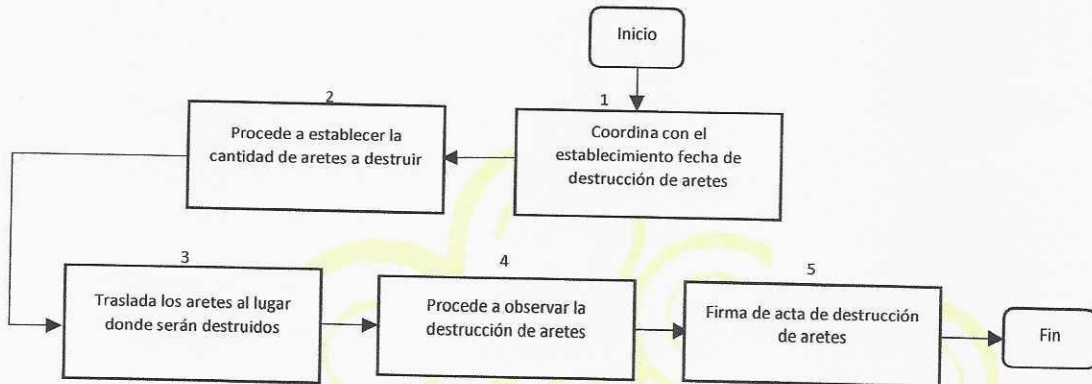 Inicio
1
Coordina con el
establecimiento fecha de
destrucción de aretes
2
Procede a establecer la
cantidad de aretes a destruir
3
Traslada los aretes al lugar
donde serán destruidos
4
Procede a observar la
destrucción de aretes
5
Firma de acta de destrucción
de aretes
Fin